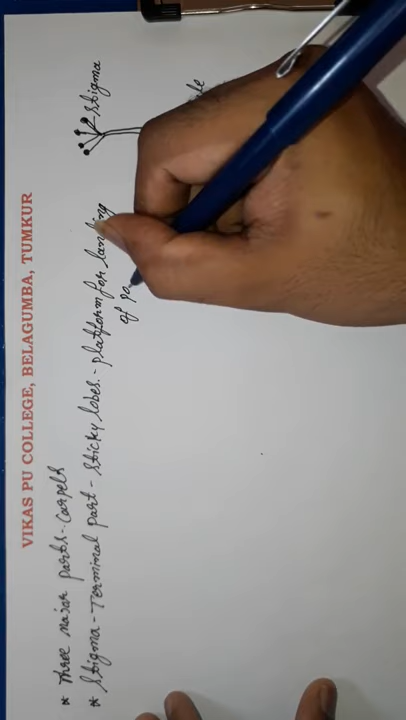 VIKAS PU COLLEGE, BELAGUMBA, TUMKUR
* Three major parts - Carpels
* Stigma - Terminal part - sticky lobes - platform for landing
of po
Stigma
le